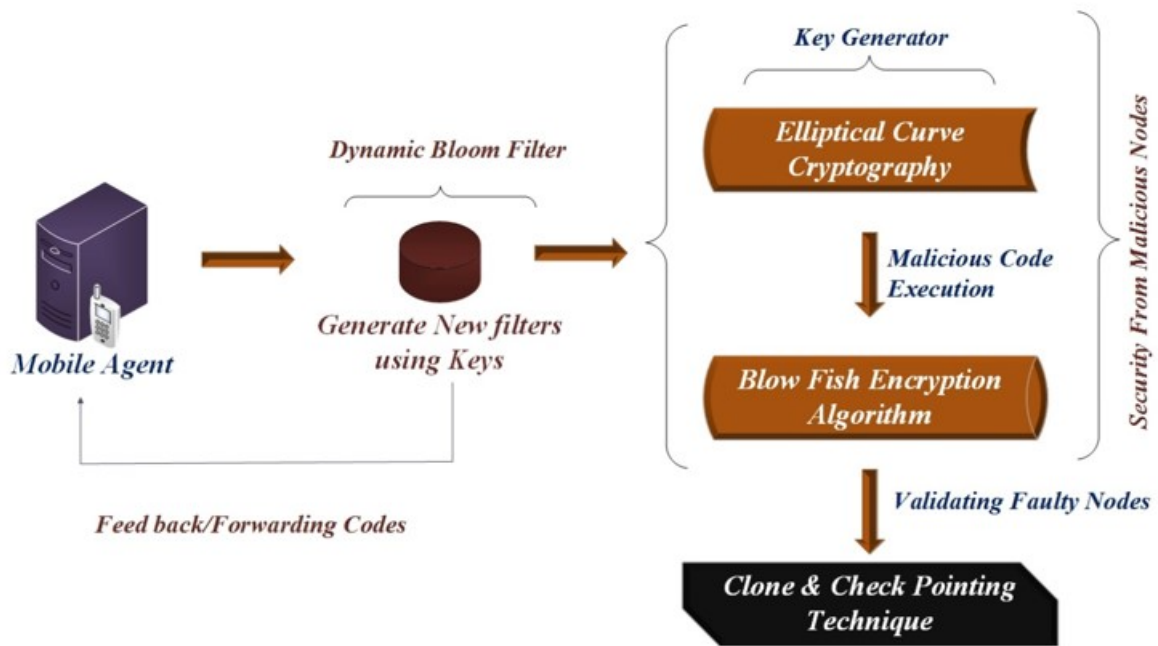 Key Generator
Elliptical Curve
Cryptography
Dynamic Bloom Filter
Malicious Code
Execution
Generate New filters
using Keys
Mobile Agent
Blow Fish Encryption
Algorithm
Security From Malicious Nodes
Feed back/Forwarding Codes
Validating Faulty Nodes
Clone & Check Pointing
Technique